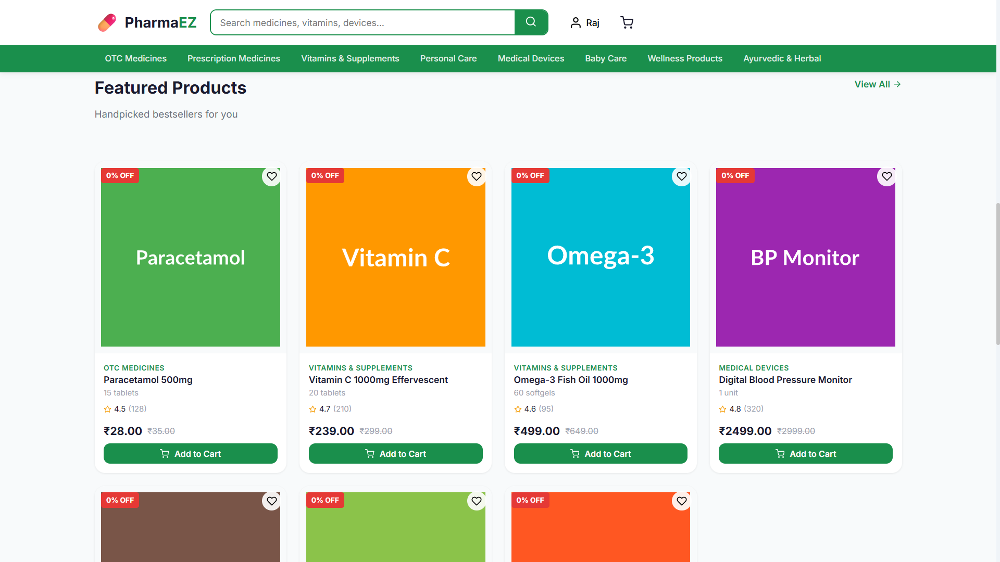 PharmaEZ
Search medicines, vitamins, devices...
Raj
OTC Medicines
Prescription Medicines
Vitamins & Supplements
Personal Care
Medical Devices
Baby Care
Wellness Products
Ayurvedic & Herbal
Featured Products
View All →
Handpicked bestsellers for you
0% OFF
Paracetamol
OTC MEDICINES
Paracetamol 500mg
15 tablets
4.5 (128)
₹28.00 ₹35.00
Add to Cart
0% OFF
Vitamin C
VITAMINS & SUPPLEMENTS
Vitamin C 1000mg Effervescent
20 tablets
4.7 (210)
₹239.00 ₹299.00
Add to Cart
0% OFF
Omega-3
VITAMINS & SUPPLEMENTS
Omega-3 Fish Oil 1000mg
60 softgels
4.6 (95)
₹499.00 ₹649.00
Add to Cart
0% OFF
BP Monitor
MEDICAL DEVICES
Digital Blood Pressure Monitor
1 unit
4.8 (320)
₹2499.00 ₹2999.00
Add to Cart
0% OFF
0% OFF
0% OFF